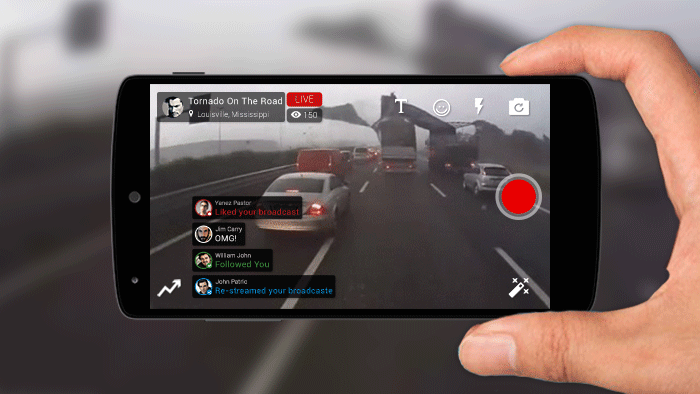 Tornado On The Road
LIVE
Louisville, Mississippi
150
T
Yenez Pastor
Liked your broadcast
Jim Carry
OMG!
William John
Followed You
John Patric
Re-streamed your broadcaste